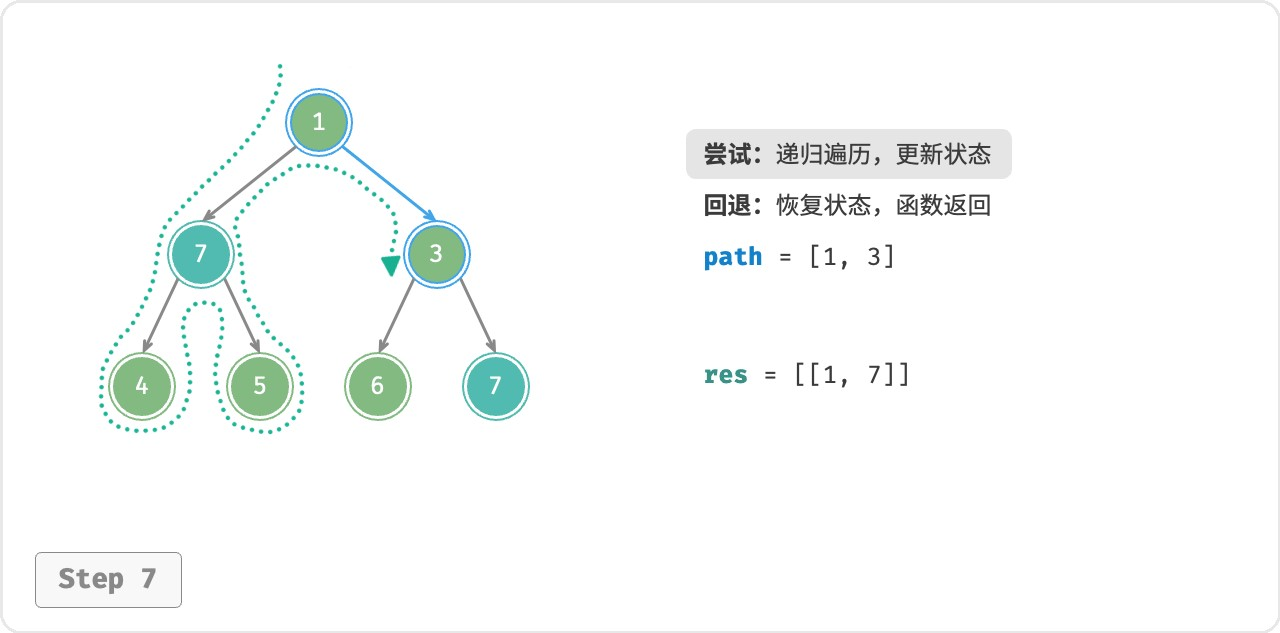 1
尝试：递归遍历，更新状态
回退：恢复状态，函数返回
7
3
path = [1, 3]
4
5
6
7
res = [[1, 7]]
Step 7